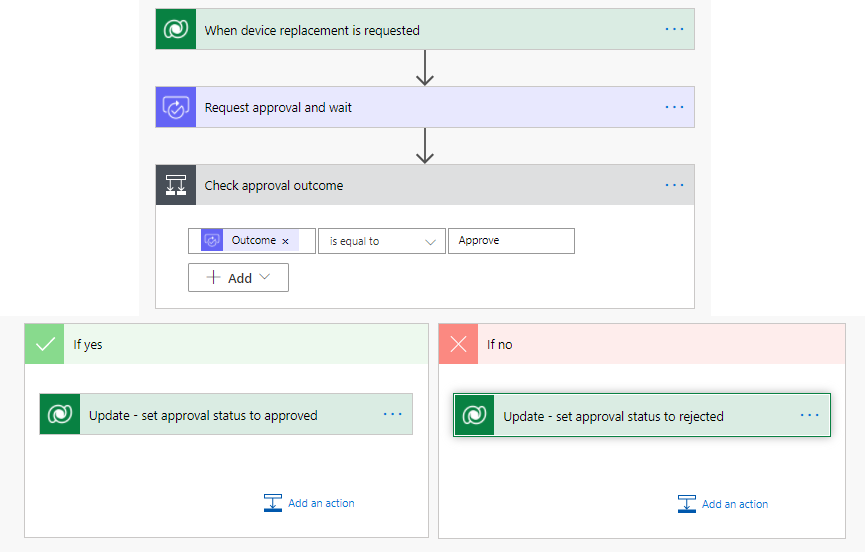 When device replacement is requested
Request approval and wait
Check approval outcome
Outcome × is equal to Approve
Add
If yes
Update - set approval status to approved
Add an action
If no
Update - set approval status to rejected
Add an action